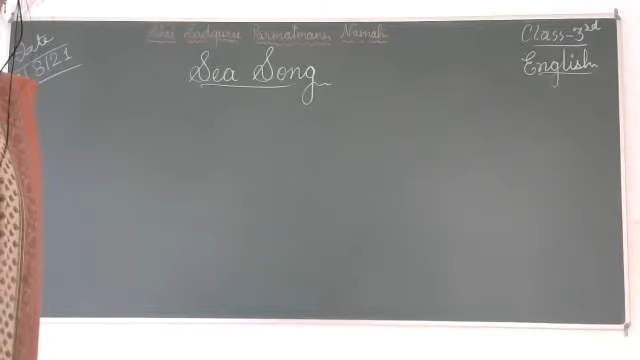 Shri Sadguru Parmatmane Namah
Class-3rd
Date
Sea Song
English